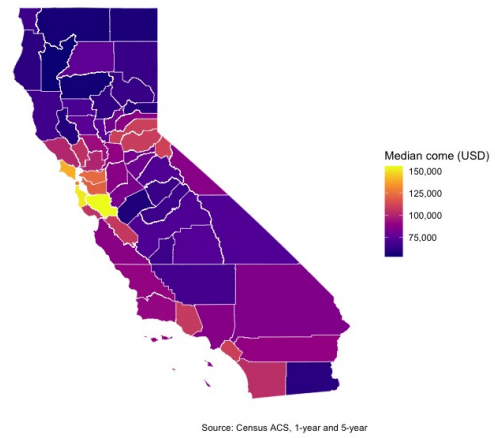 Median come (USD)
150,000
125,000
100,000
75,000
Source: Census ACS, 1-year and 5-year